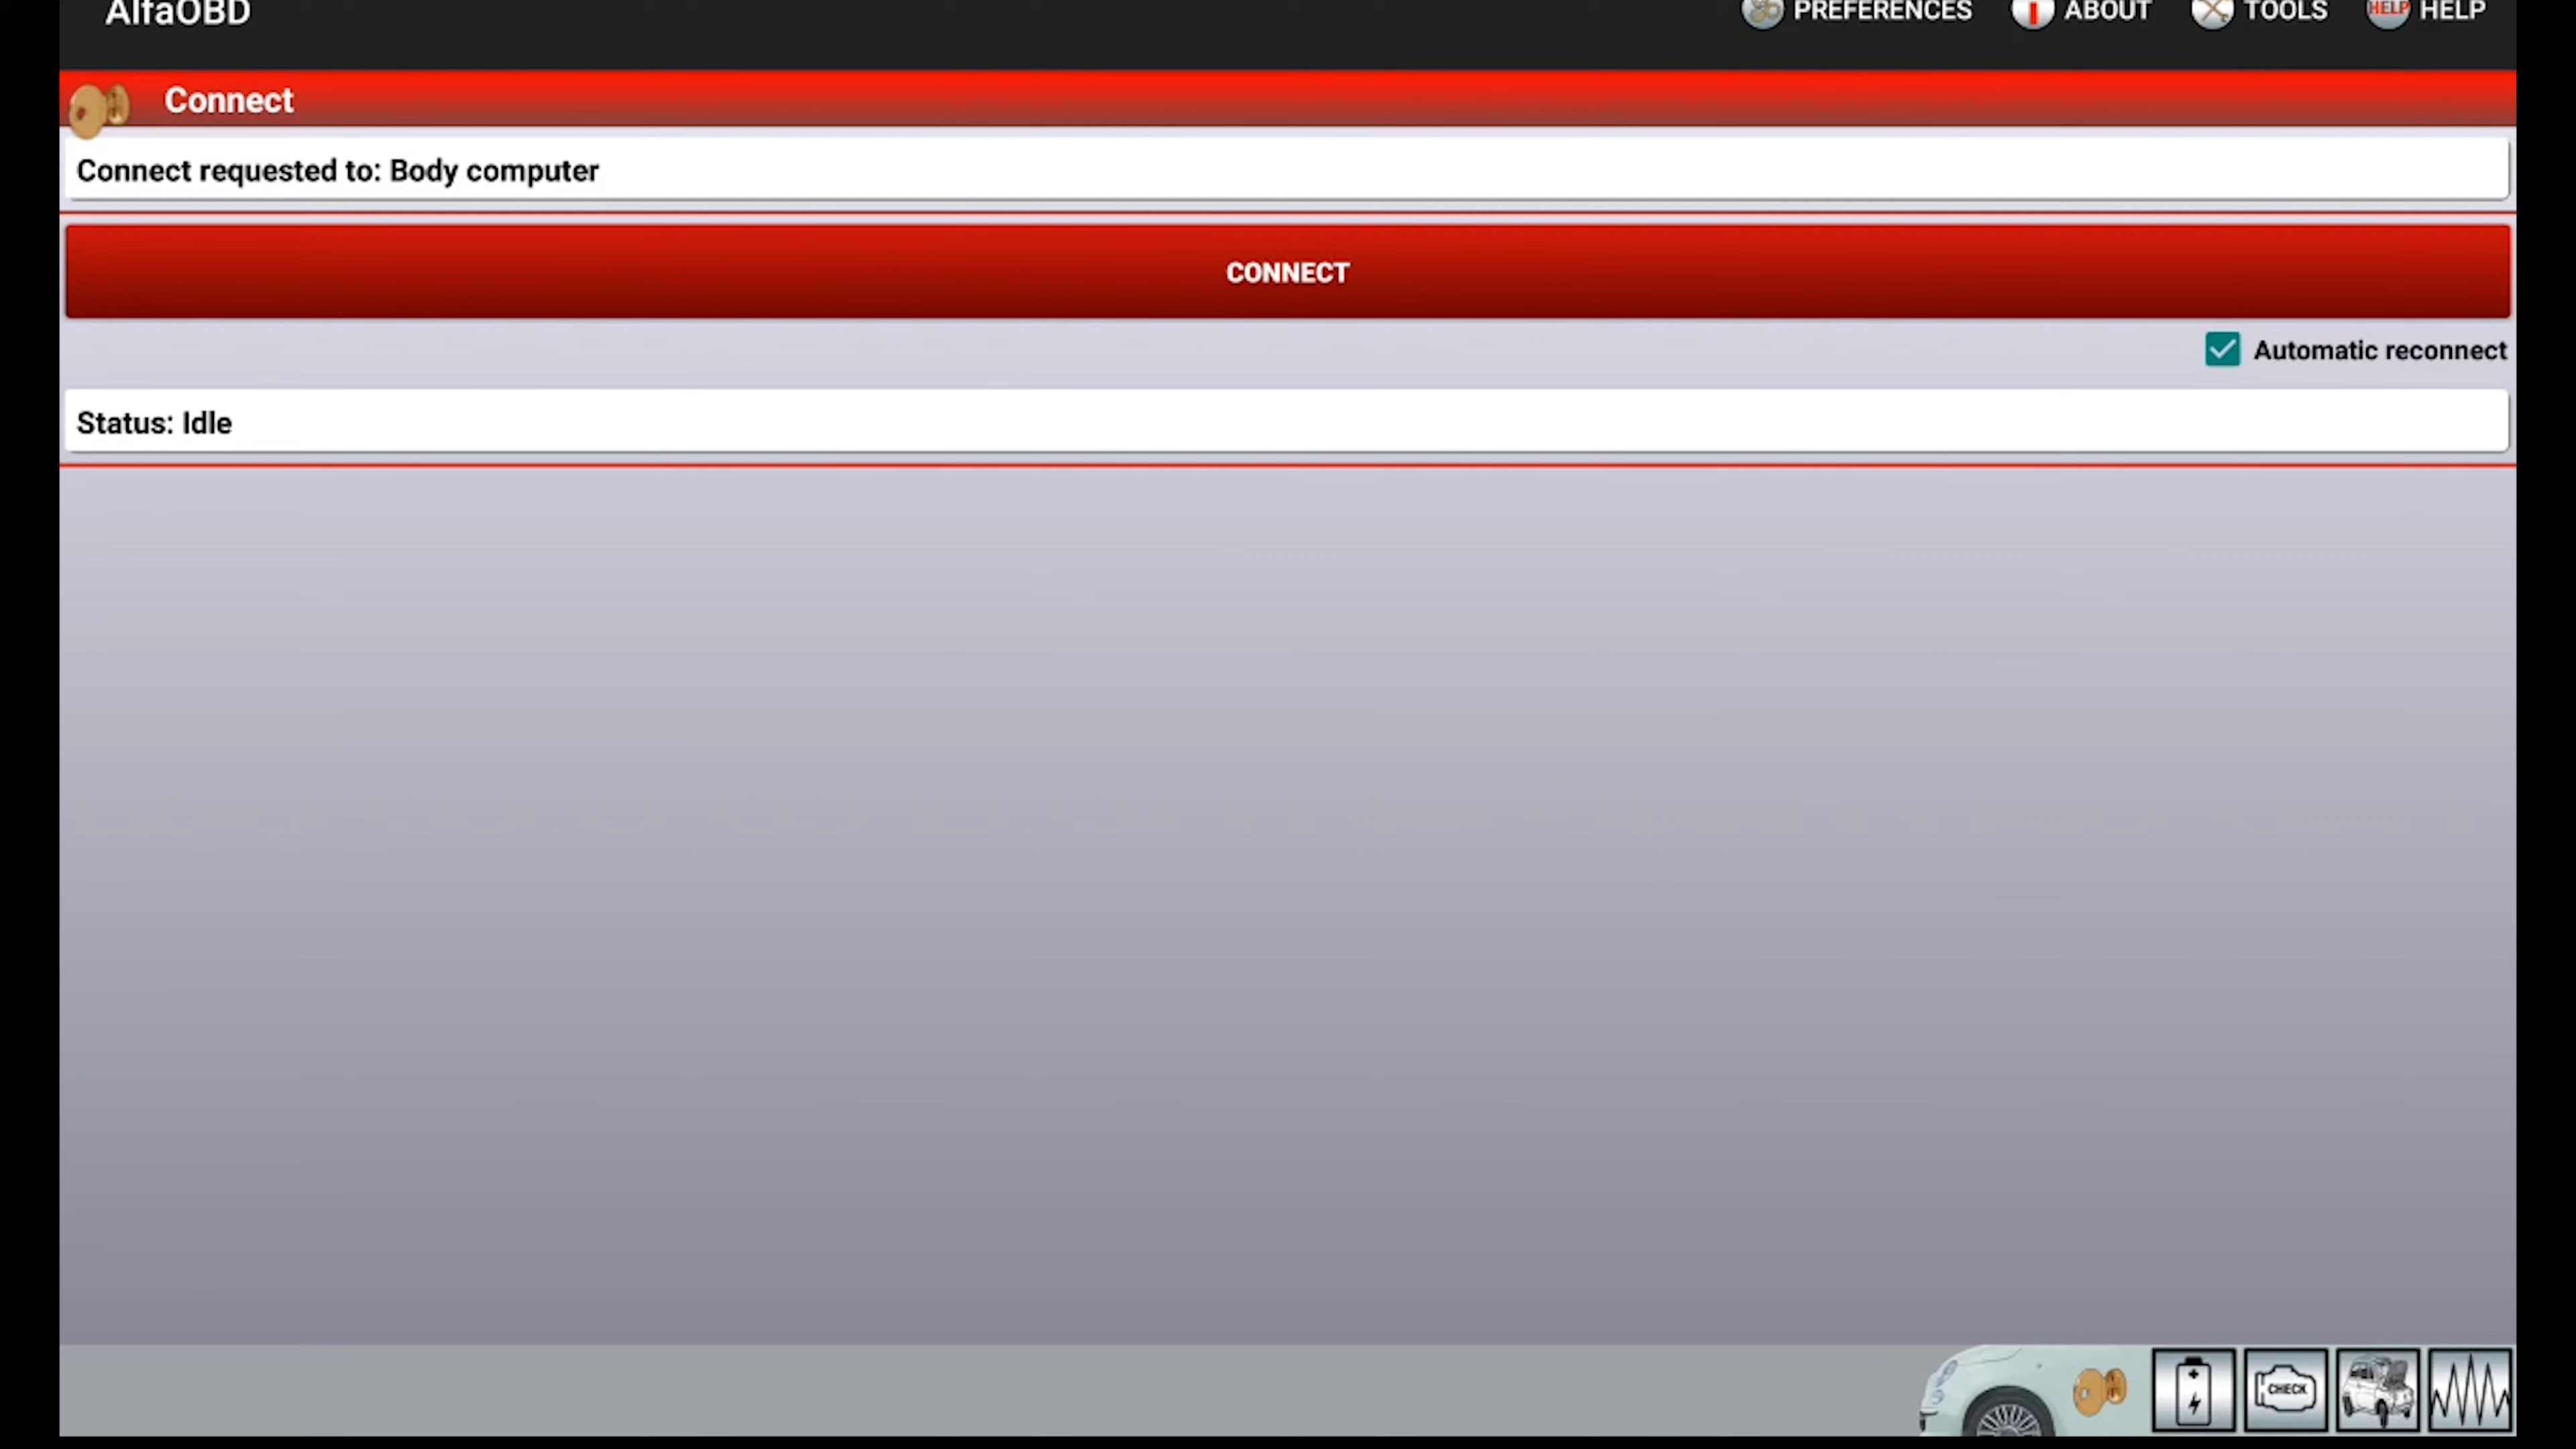 AlfaOBD
PREFERENCES ABOUT TOOLS HELP HELP
Connect
Connect requested to: Body computer
CONNECT
Automatic reconnect
Status: Idle
CHECK